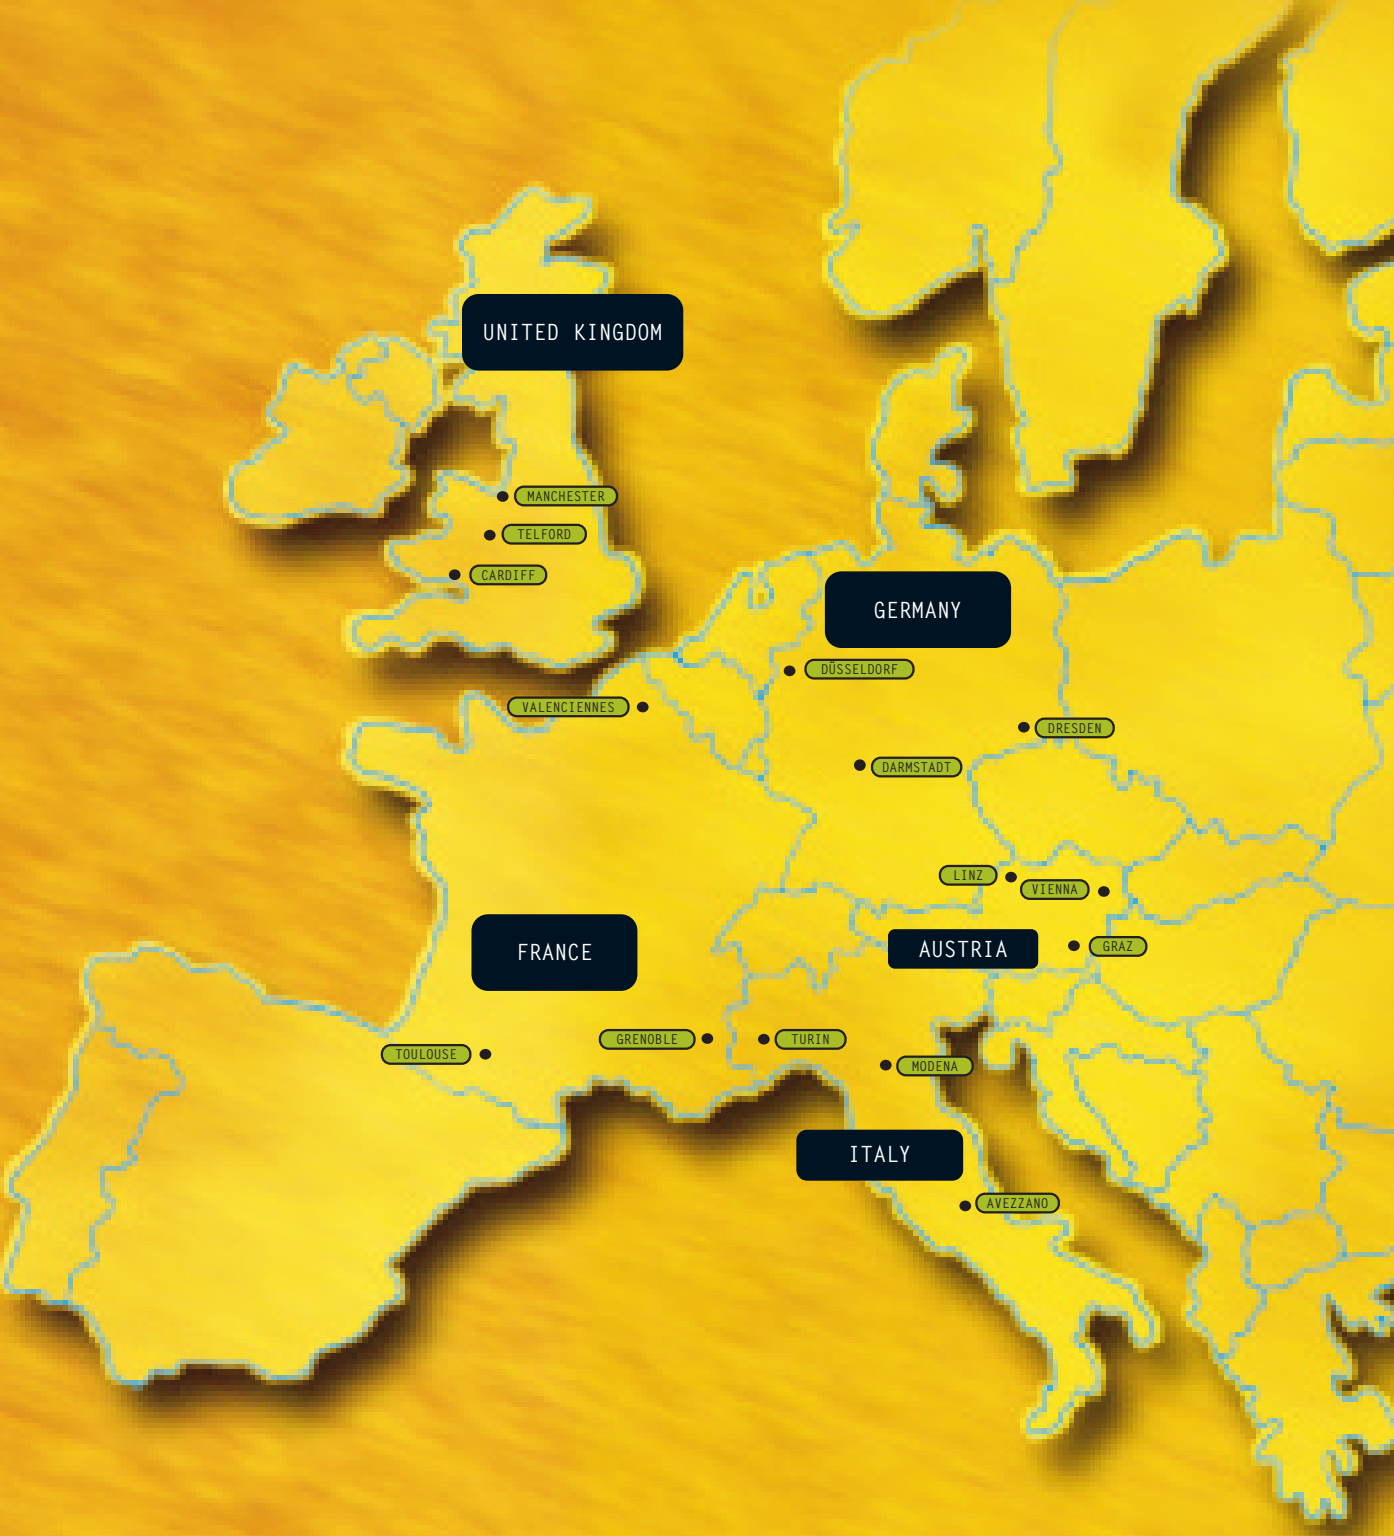 UNITED KINGDOM
MANCHESTER
TELFORD
CARDIFF
GERMANY
DÜSSELDORF
VALENCIENNES
DRESDEN
DARMSTADT
LINZ
VIENNA
FRANCE
AUSTRIA
GRAZ
GRENOBLE
TURIN
TOULOUSE
MODENA
ITALY
AVEZZANO